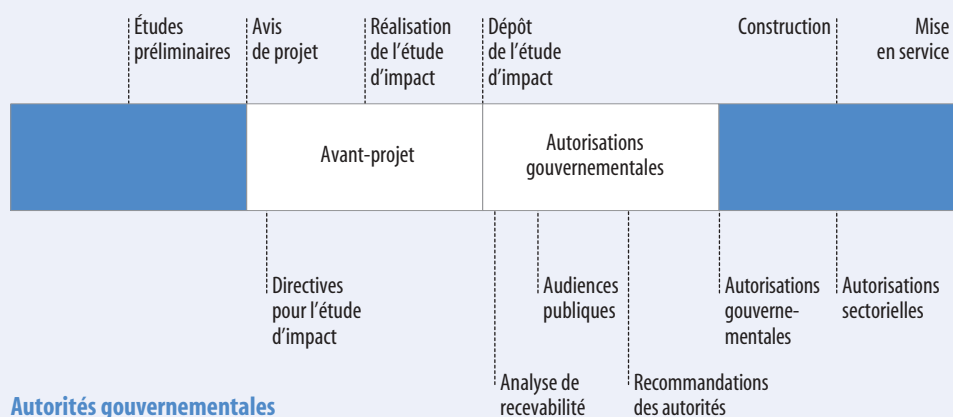 Études
préliminaires
Avis
de projet
Réalisation
de l’étude
d’impact
Dépôt
de l’étude
d’impact
Construction
Mise
en service
Avant-projet
Autorisations
gouvernementales
Directives
pour l’étude
d’impact
Audiences
publiques
Autorisations
gouverne-
mentales
Autorisations
sectorielles
Analyse de
recevabilité
Recommandations
des autorités
Autorités gouvernementales